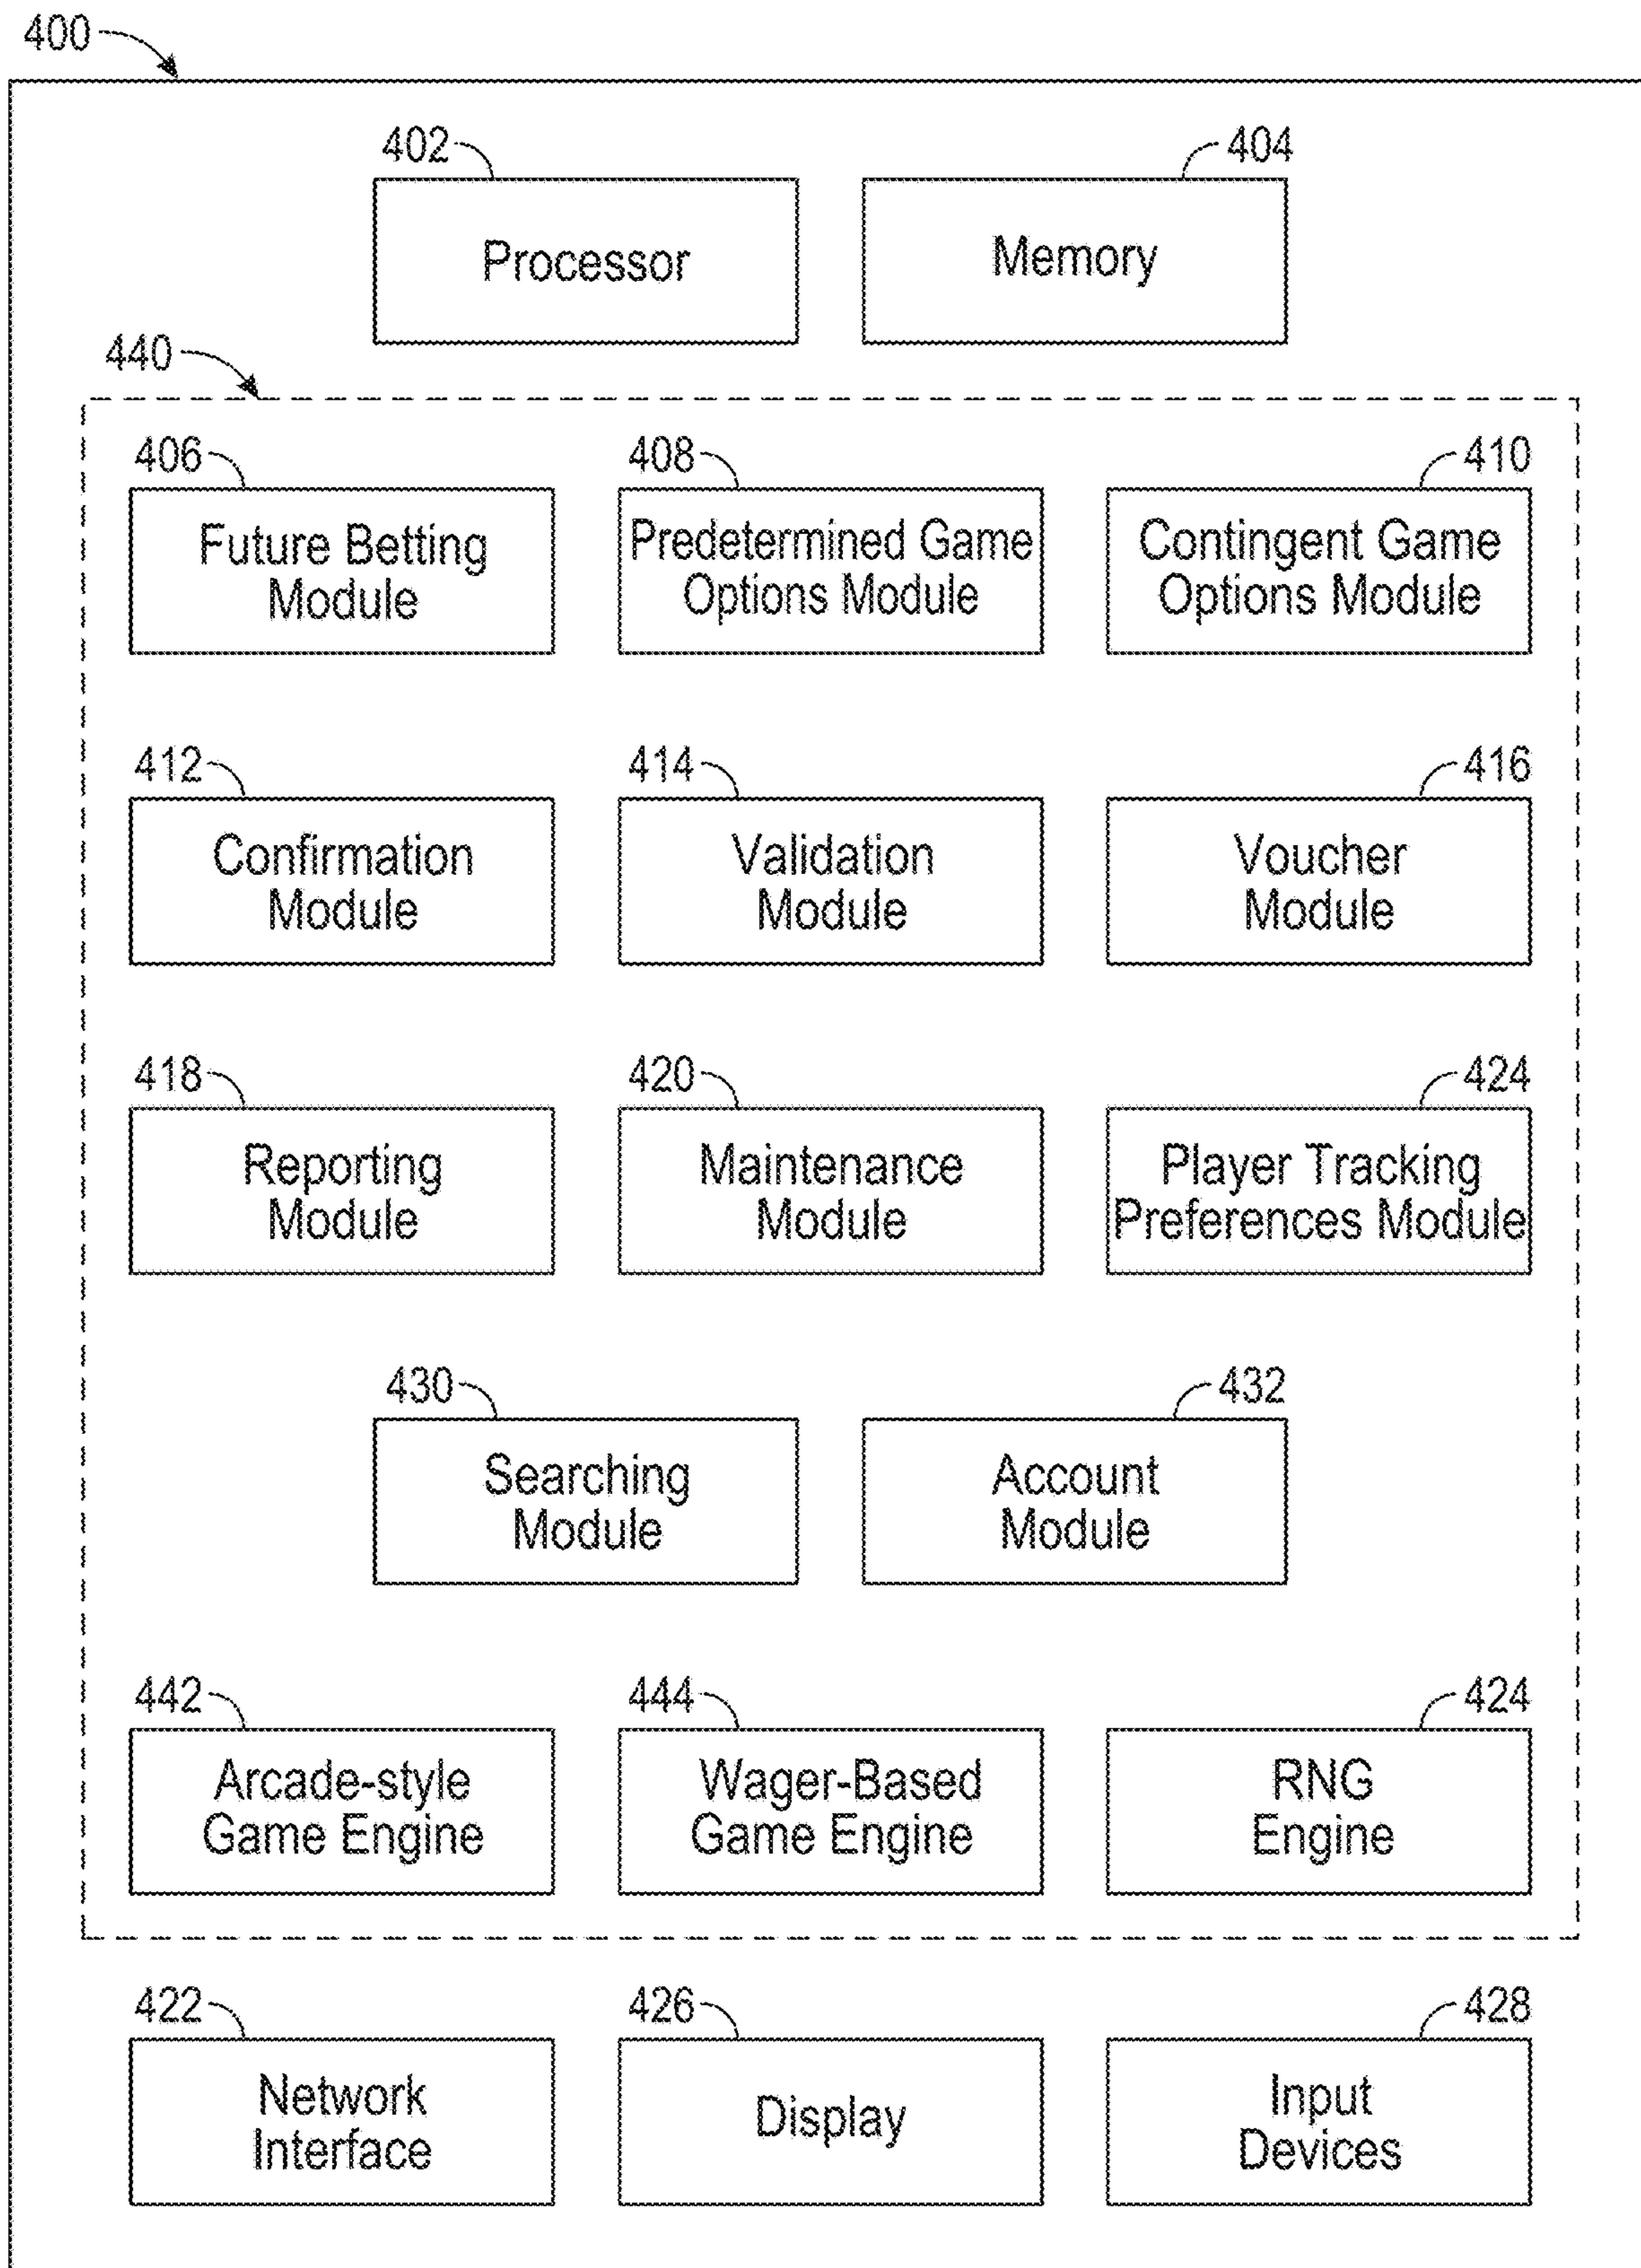 400
402
404
Processor
Memory
440
406
408
410
Future Betting
Module
Predetermined Game
Options Module
Contingent Game
Options Module
412
414
416
Confirmation
Module
Validation
Module
Voucher
Module
418
420
424
Reporting
Module
Maintenance
Module
Player Tracking
Preferences Module
430
432
Searching
Module
Account
Module
442
444
424
Arcade-style
Game Engine
Wager-Based
Game Engine
RNG
Engine
422
426
428
Network
Interface
Display
Input
Devices